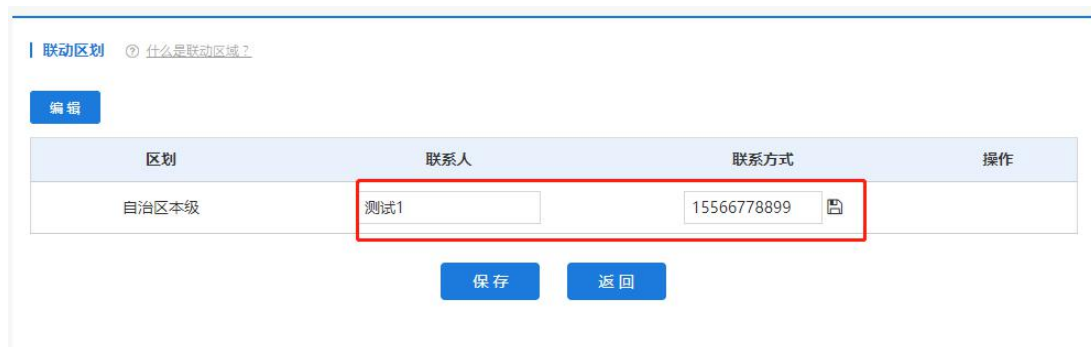 联动区划 ? 什么是联动区域？
编辑
区划 联系人 联系方式 操作
自治区本级 测试1 15566778899
保存 返回